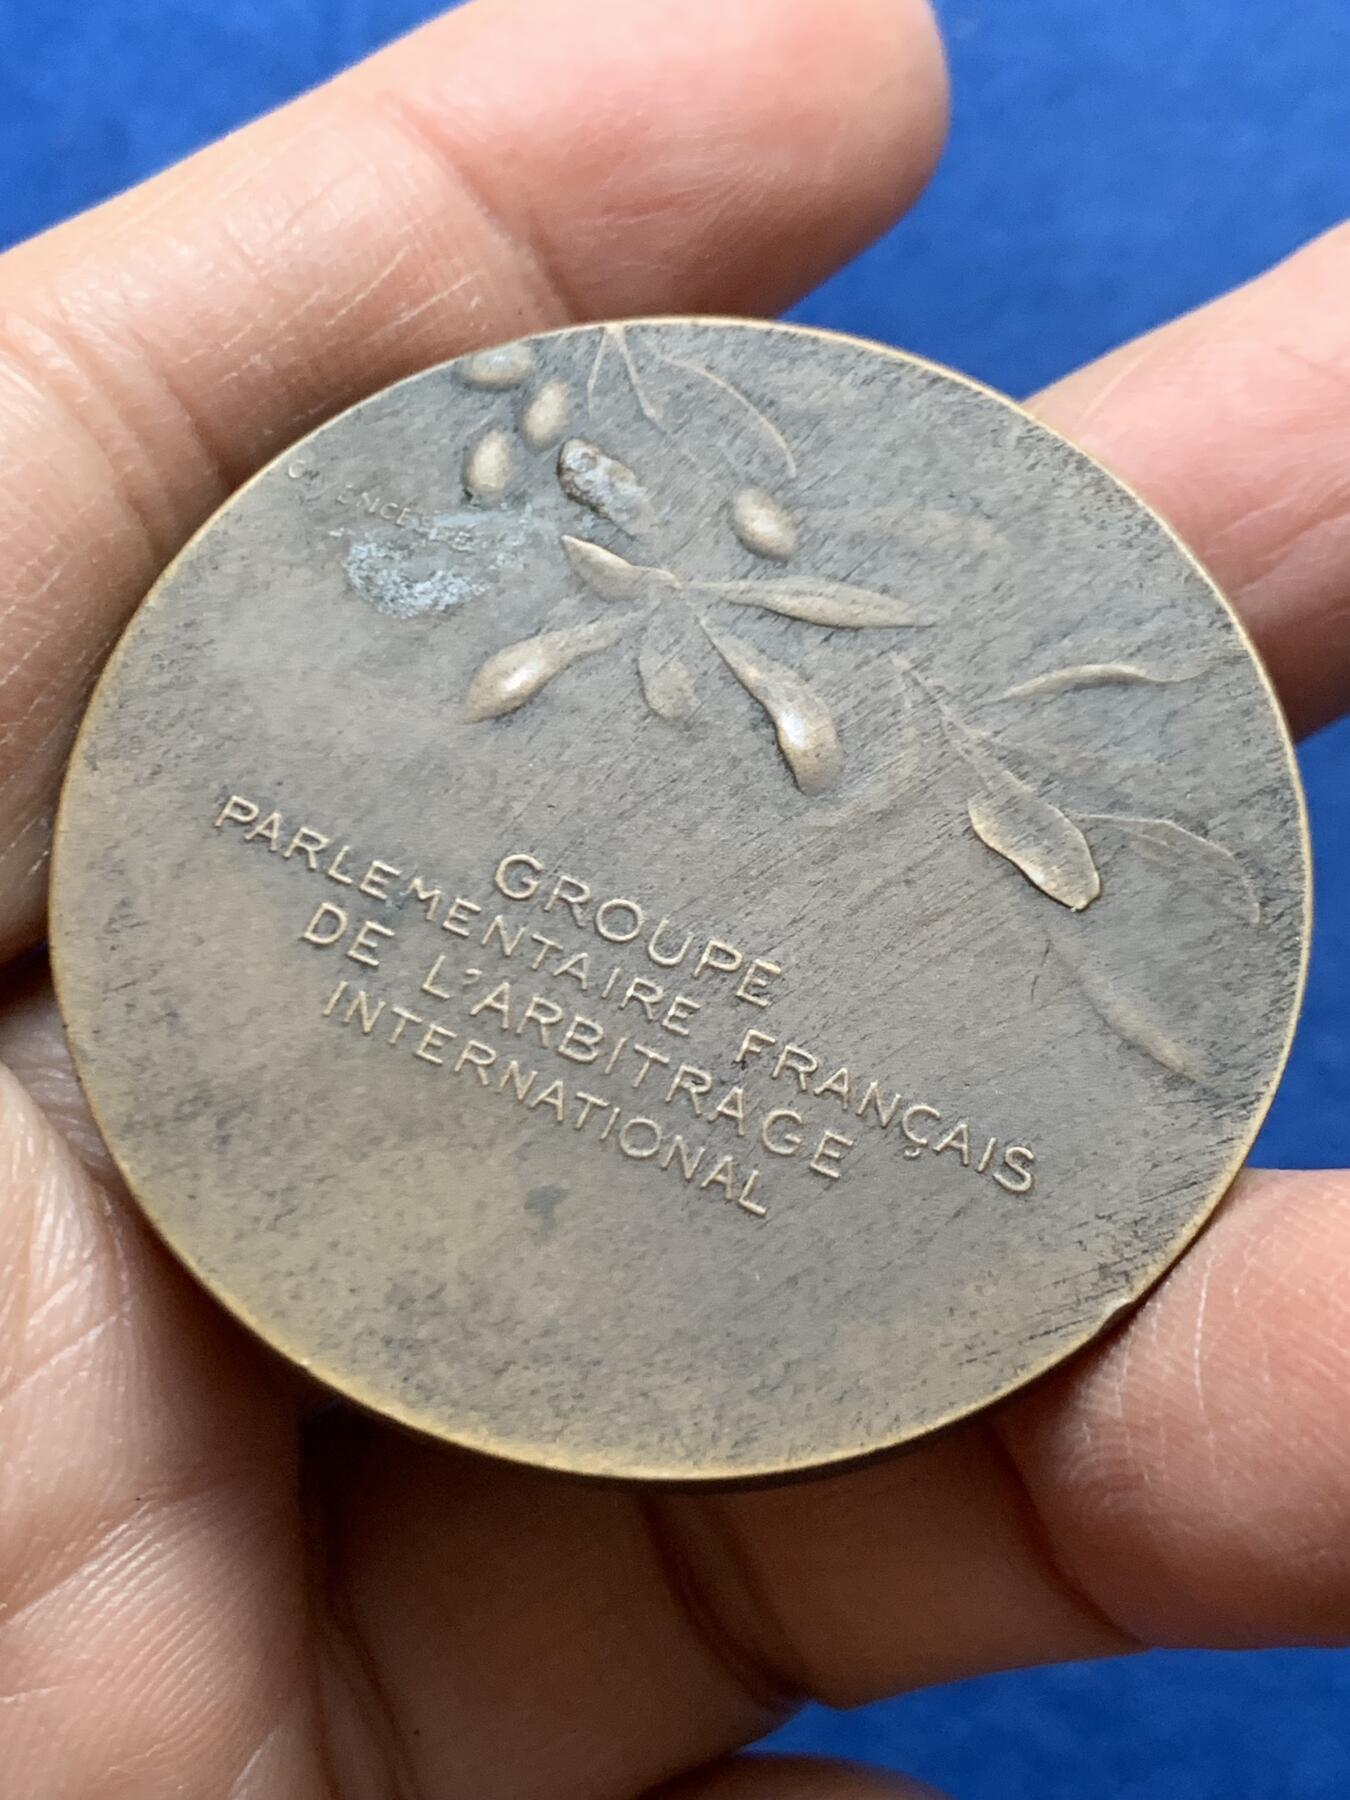 GROUPE
PARLEMENTAIRE FRANÇAIS
DE L'ARBITRAGE
INTERNATIONAL